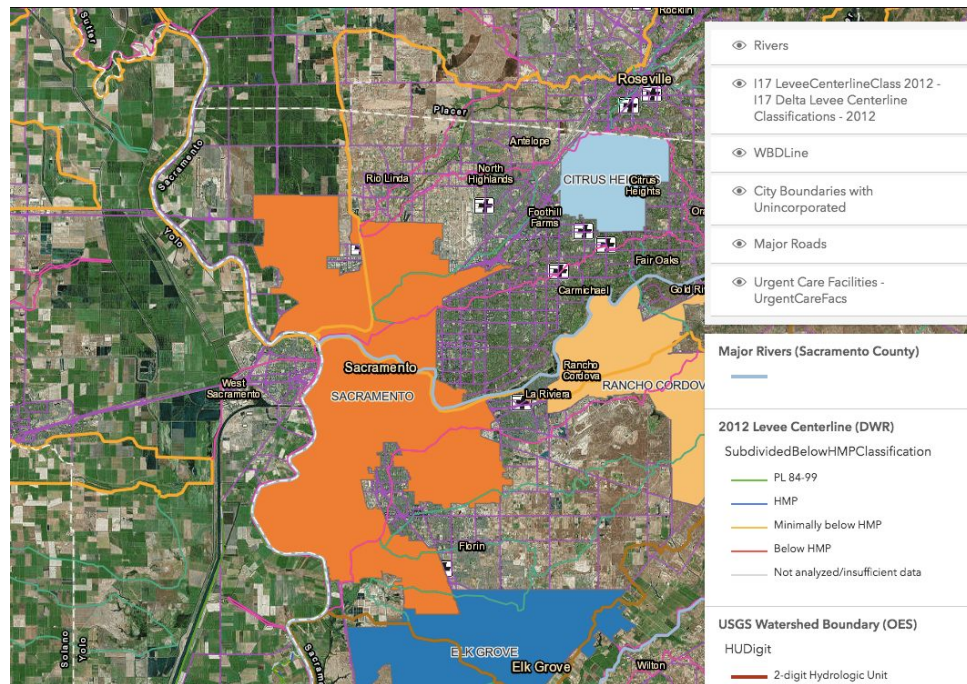 Rocklin
Sutter
Roseville
Placer
Sacramento
Yolo
Antelope
North
Highlands
Rio Linda
CITRUS HEI
Citrus
Heights
Foothill
Farms
Fair Oaks
Carmichael
Gold Ri
Rancho
Cordova
RANCHO CORDOV
Sacramento
SACRAMENTO
West
Sacramento
La Riviera
Florin
Solano
Yolo
ELK GROVE
Elk Grove
Wilton
Rivers
I17 LeveeCenterlineClass 2012 -
I17 Delta Levee Centerline
Classifications - 2012
WBDLine
City Boundaries with
Unincorporated
Major Roads
Urgent Care Facilities -
UrgentCareFacs
Major Rivers (Sacramento County)
2012 Levee Centerline (DWR)
SubdividedBelowHMPClassification
PL 84-99
HMP
Minimally below HMP
Below HMP
Not analyzed/insufficient data
USGS Watershed Boundary (OES)
HUDigit
2-digit Hydrologic Unit